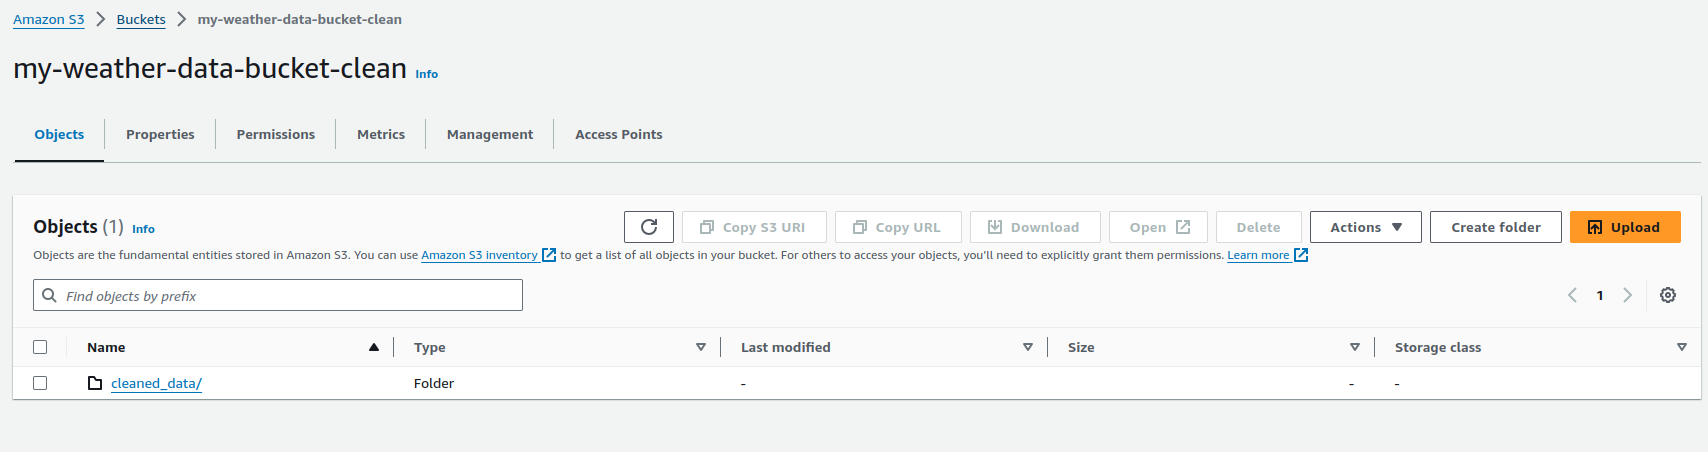 Amazon S3 > Buckets > my-weather-data-bucket-clean
my-weather-data-bucket-clean Info
Objects Properties Permissions Metrics Management Access Points
Objects (1) Info Copy S3 URI Copy URL Download Open Delete Actions Create folder Upload
Objects are the fundamental entities stored in Amazon S3. You can use Amazon S3 inventory to get a list of all objects in your bucket. For others to access your objects, you'll need to explicitly grant them permissions. Learn more
Find objects by prefix 1
Name Type Last modified Size Storage class
cleaned_data/ Folder - - -